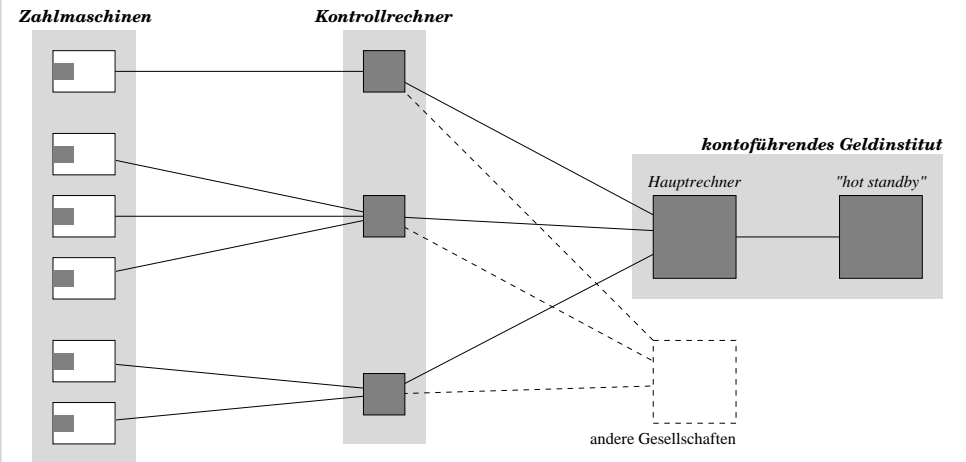 Zahlmaschinen
Kontrollrechner
kontoführendes Geldinstitut
Hauptrechner
"hot standby"
andere Gesellschaften